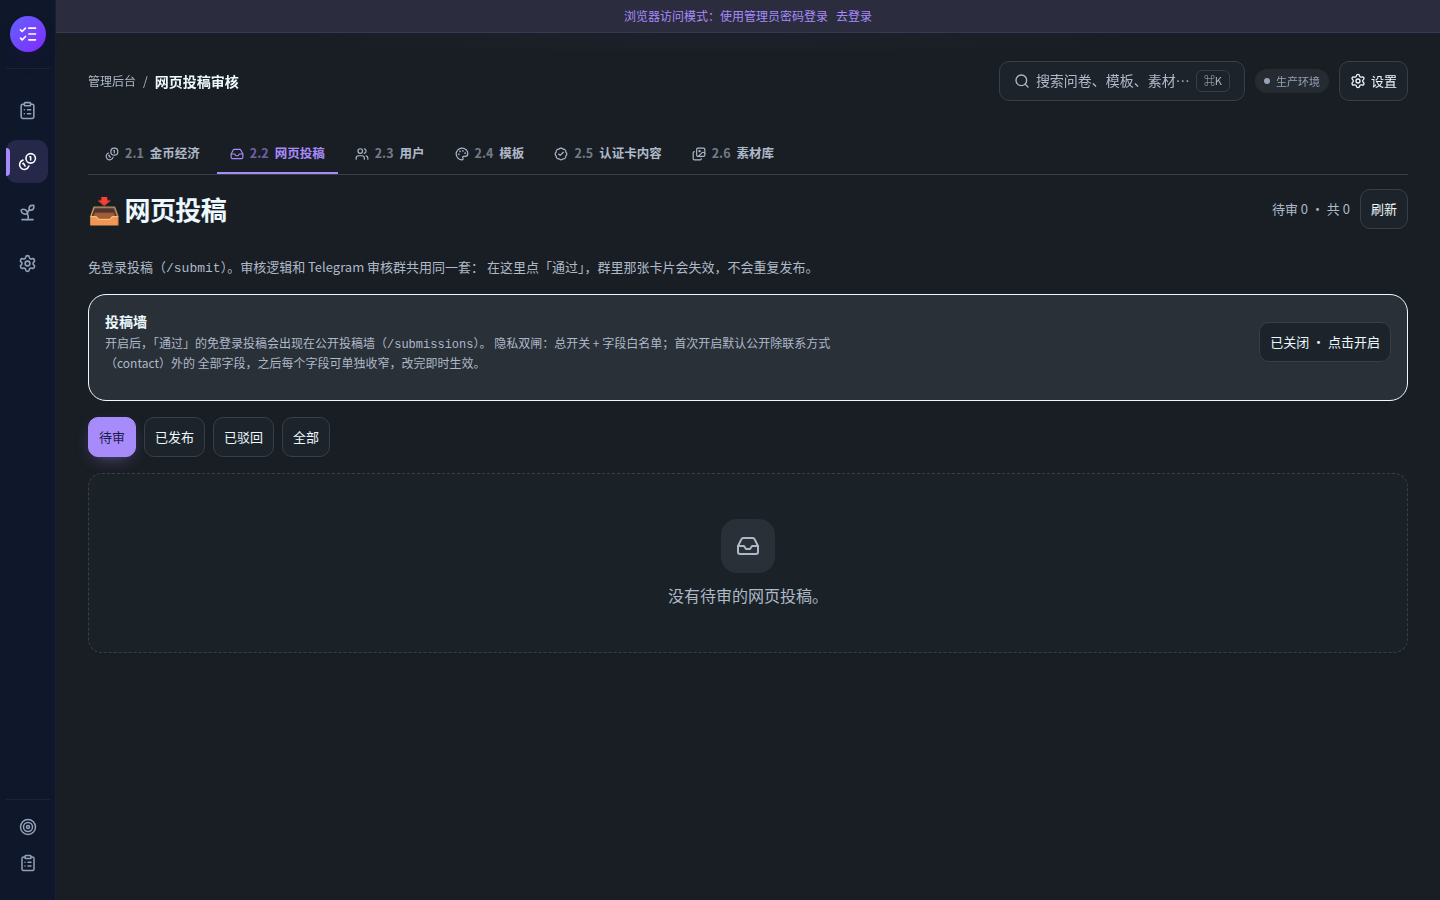 浏览器访问模式：使用管理员密码登录 去登录
管理后台 / 网页投稿审核
搜索问卷、模板、素材… ⌘K
生产环境
设置
2.1 金币经济
2.2 网页投稿
2.3 用户
2.4 模板
2.5 认证卡内容
2.6 素材库
📥 网页投稿
待审 0 · 共 0
刷新
免登录投稿（/submit）。审核逻辑和 Telegram 审核群共用同一套： 在这里点「通过」，群里那张卡片会失效，不会重复发布。
投稿墙
开启后，「通过」的免登录投稿会出现在公开投稿墙（/submissions）。 隐私双闸：总开关 + 字段白名单；首次开启默认公开除联系方式
（contact）外的 全部字段，之后每个字段可单独收窄，改完即时生效。
已关闭 · 点击开启
待审
已发布
已驳回
全部
没有待审的网页投稿。